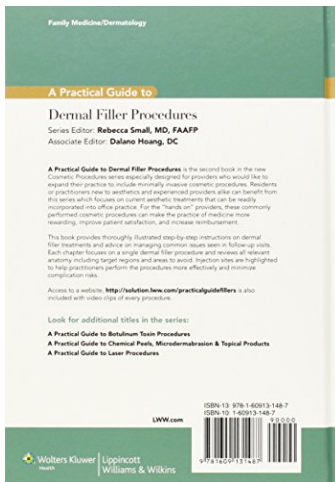 Family Medicine/Dermatology
A Practical Guide to
Dermal Filler Procedures
Series Editor: Rebecca Small, MD, FAAFP
Associate Editor: Dalano Hoang, DC
A Practical Guide to Dermal Filler Procedures is the second book in the new
Cosmetic Procedures series especially designed for providers who would like to
expand their practice to include minimally invasive cosmetic procedures. Residents
or practitioners new to aesthetics and experienced providers alike can benefit from
this series which focuses on current aesthetic treatments that can be readily
incorporated into office practice. For the "hands on" providers, these commonly
performed cosmetic procedures can make the practice of medicine more
rewarding, improve patient satisfaction, and increase reimbursement.
This book provides thoroughly illustrated step-by-step instructions on dermal
filler treatments and advice on managing common issues seen in follow-up visits.
Each chapter focuses on a single dermal filler procedure and reviews all relevant
anatomy including target regions and areas to avoid. Injection sites are highlighted
to help practitioners perform the procedures more effectively and minimize
complication risks.
Access to a website, http://solution.lww.com/practicalguidefillers is also
included with video clips of every procedure.
Look for additional titles in the series:
A Practical Guide to Botulinum Toxin Procedures
A Practical Guide to Chemical Peels, Microdermabrasion & Topical Products
A Practical Guide to Laser Procedures
LWW.com
ISBN-13: 978-1-60913-148-7
ISBN-10: 1-60913-148-7
90000
9 781609 131487
Wolters Kluwer
Health
Lippincott
Williams & Wilkins